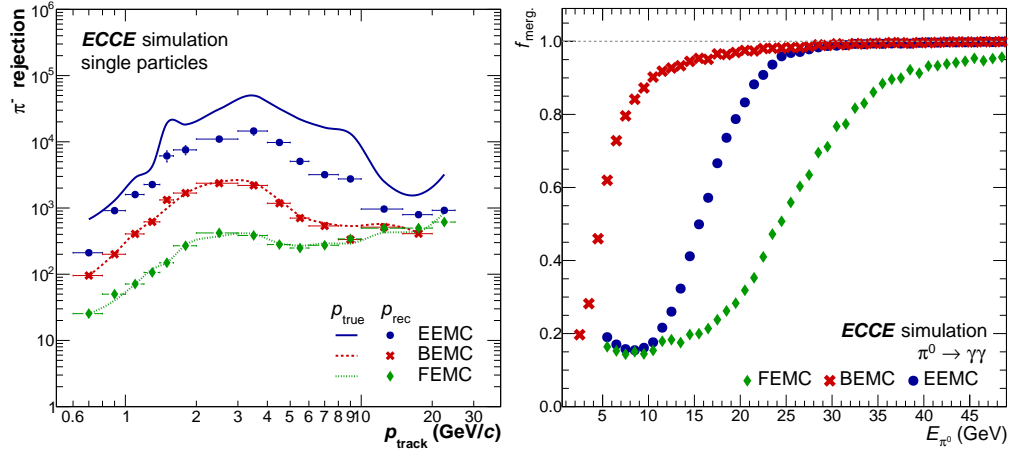 π⁻ rejection
10⁶
10⁵
10⁴
10³
10²
10
1
ECCE simulation
single particles
p_true p_rec
EEMC
BEMC
FEMC
0.6 1 2 3 4 5 6 7 8 9 10 20 30
p_track (GeV/c)
f_merg.
1.0
0.8
0.6
0.4
0.2
0.0
ECCE simulation
π⁰ → γγ
FEMC BEMC EEMC
5 10 15 20 25 30 35 40 45
E_π⁰ (GeV)